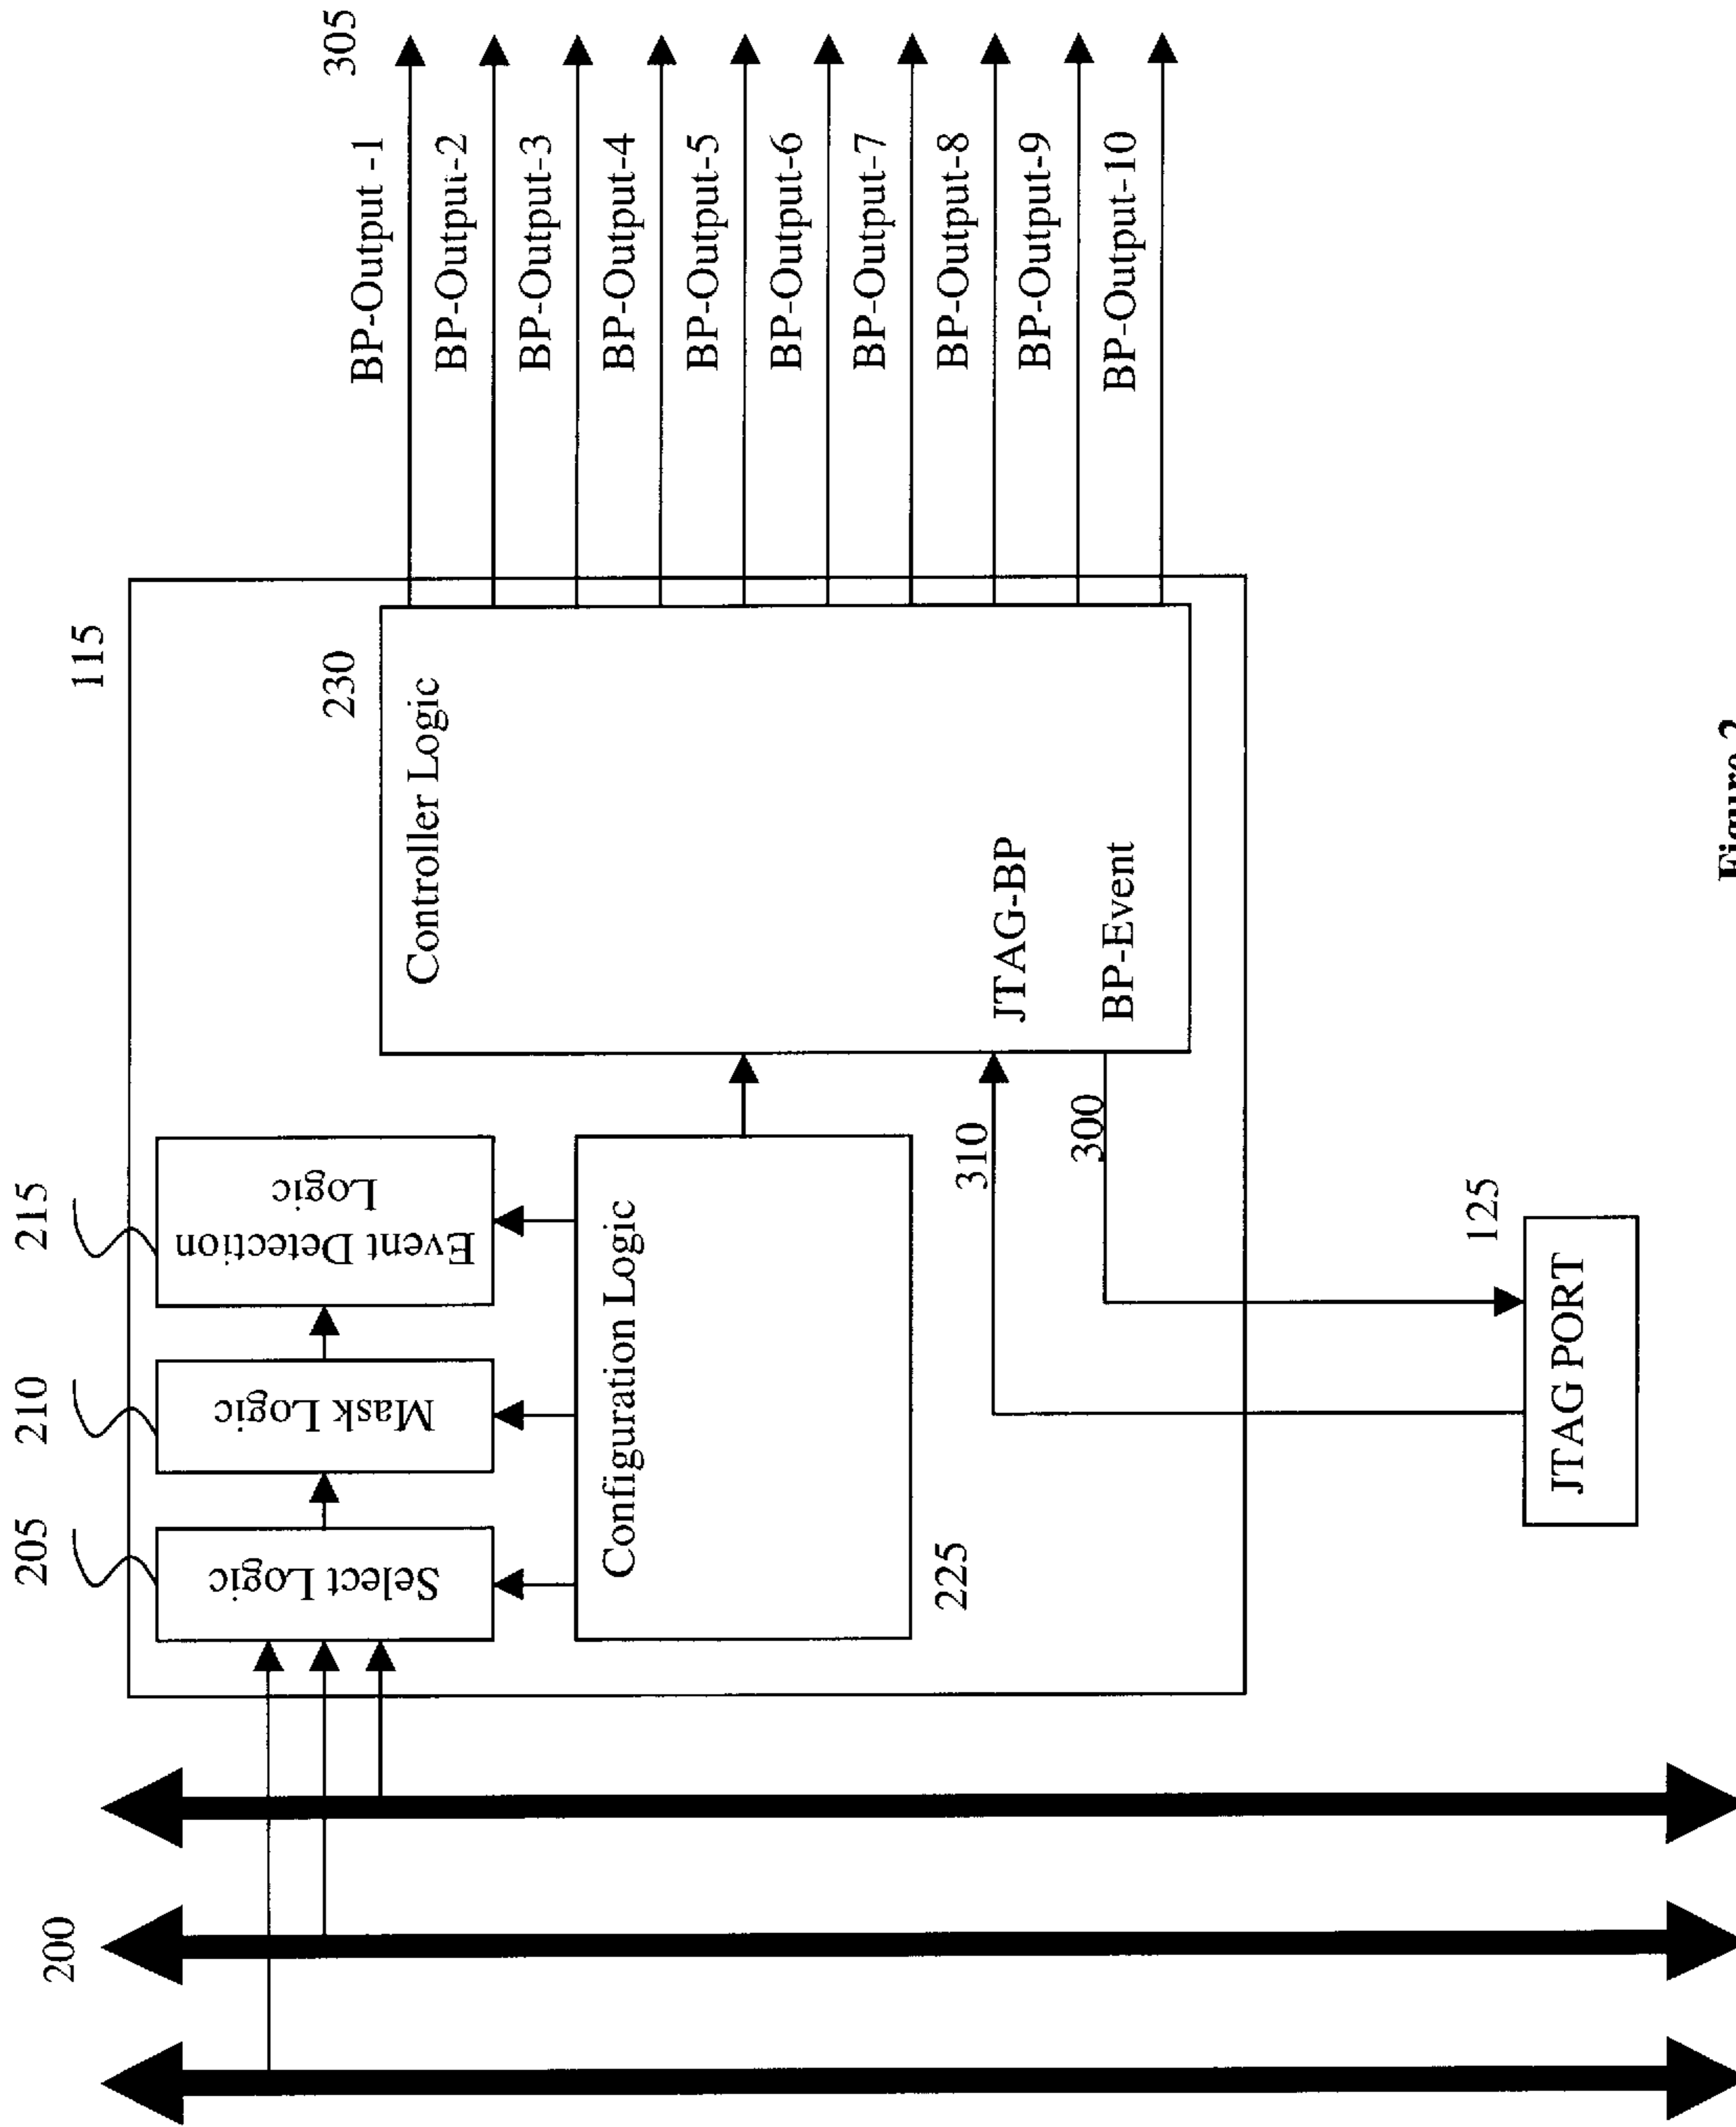 200
205
210
215
115
230
305
Select Logic
Mask Logic
Event Detection
Logic
Configuration Logic
225
Controller Logic
JTAG-BP
BP-Event
310
300
BP-Output -1
BP-Output-2
BP-Output-3
BP-Output-4
BP-Output-5
BP-Output-6
BP-Output-7
BP-Output-8
BP-Output-9
BP-Output-10
125
JTAG PORT
Figure 2